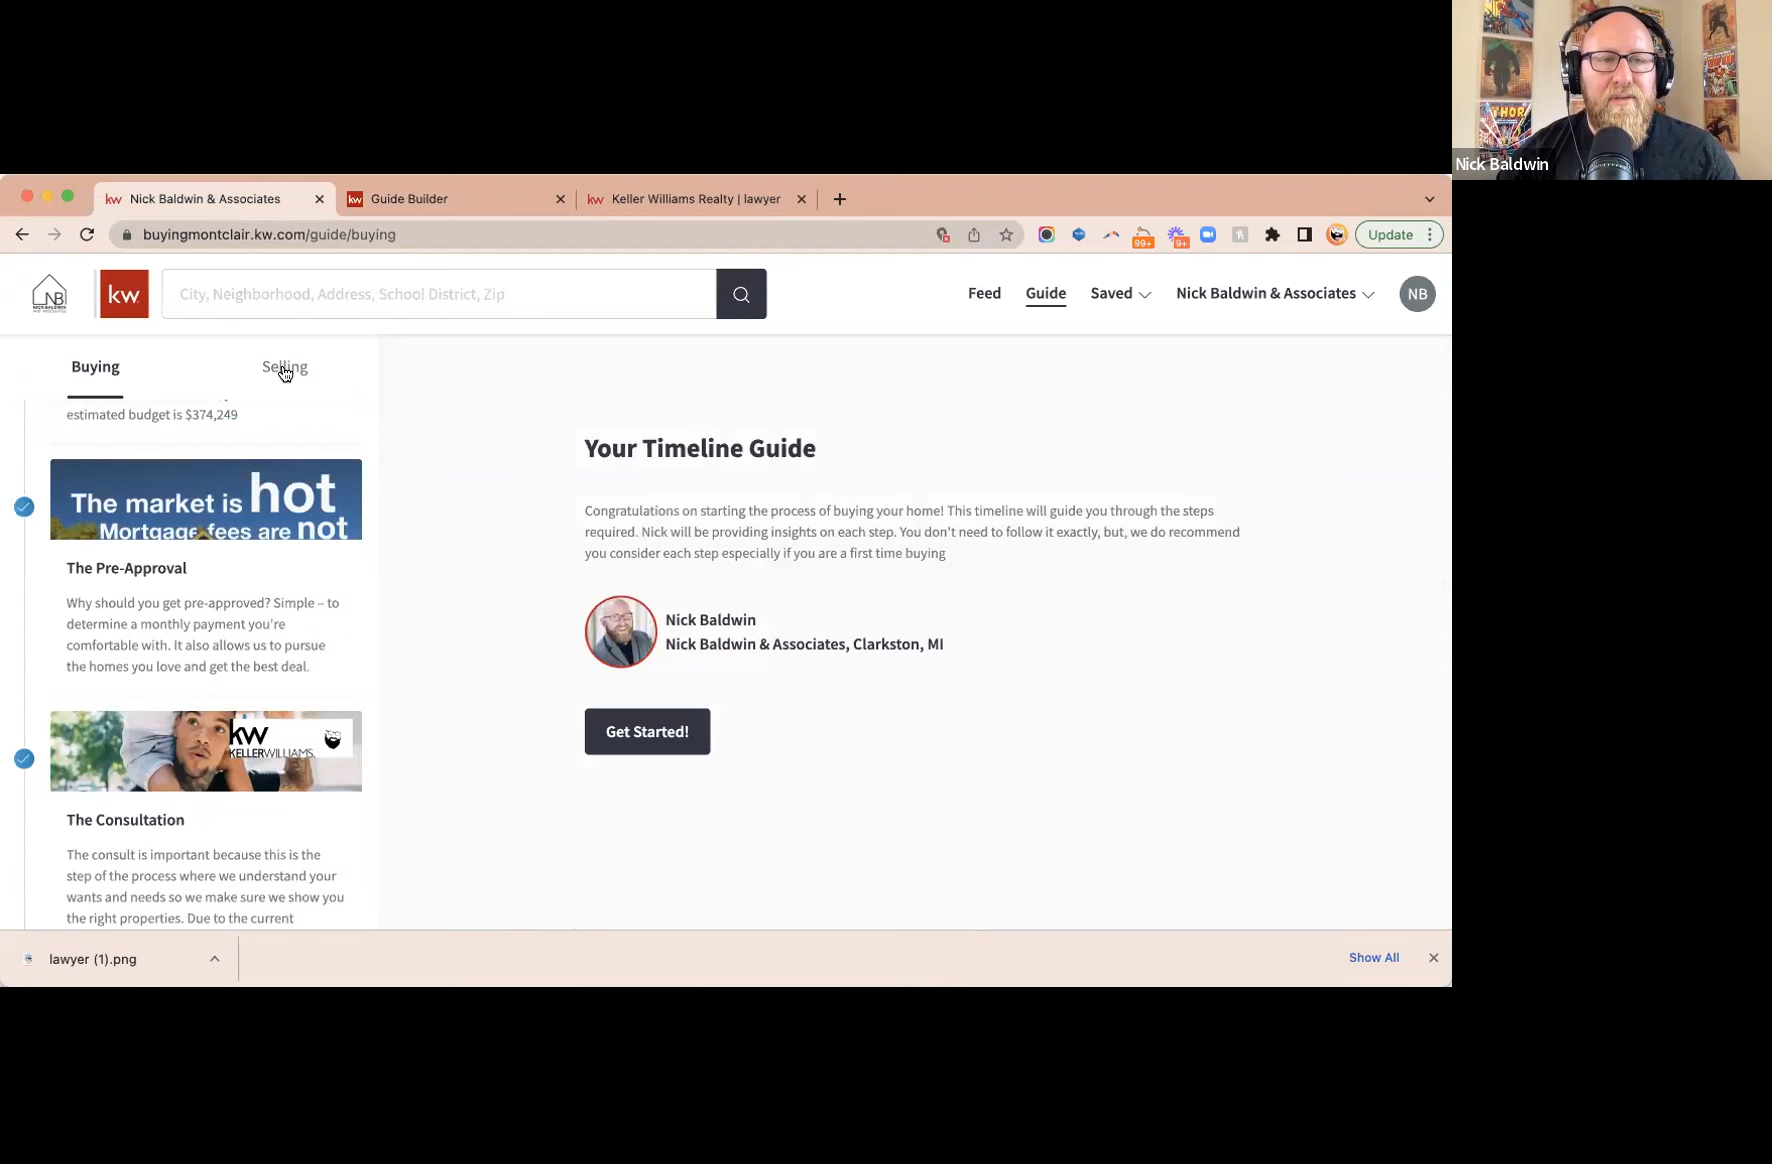 THOR
Nick Baldwin
kw Nick Baldwin & Associates
kw Guide Builder
kw Keller Williams Realty | lawyer
buyingmontclair.kw.com/guide/buying
99+
9+
Update
NB
kw
City, Neighborhood, Address, School District, Zip
Feed
Guide
Saved
Nick Baldwin & Associates
NB
Buying
Selling
estimated budget is $374,249
The market is hot
Mortgage fees are not
The Pre-Approval
Why should you get pre-approved? Simple – to
determine a monthly payment you're
comfortable with. It also allows us to pursue
the homes you love and get the best deal.
kw
KELLERWILLIAMS.
The Consultation
The consult is important because this is the
step of the process where we understand your
wants and needs so we make sure we show you
the right properties. Due to the current
Your Timeline Guide
Congratulations on starting the process of buying your home! This timeline will guide you through the steps
required. Nick will be providing insights on each step. You don't need to follow it exactly, but, we do recommend
you consider each step especially if you are a first time buying
Nick Baldwin
Nick Baldwin & Associates, Clarkston, MI
Get Started!
lawyer (1).png
Show All